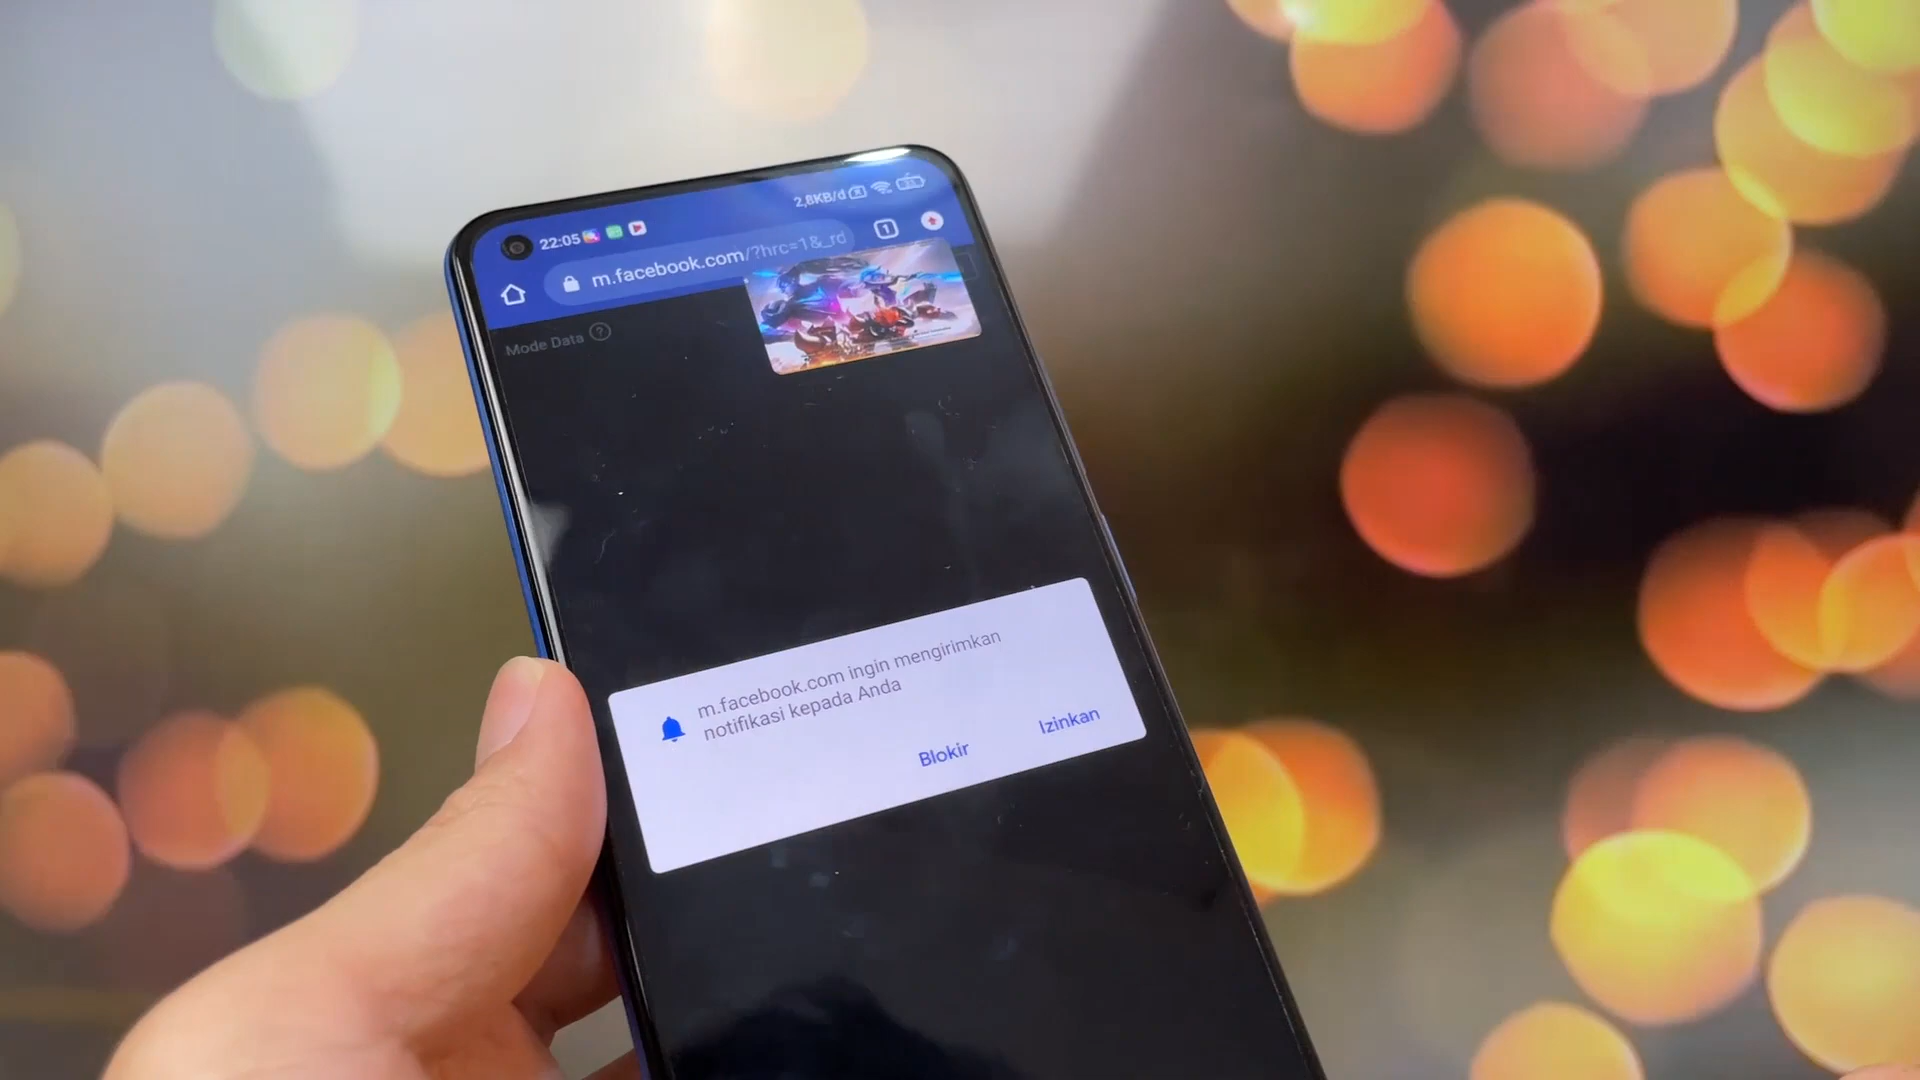 22:05
2,8KB/d
m.facebook.com/?hrc=1&_rd
1
Mode Data ?
m.facebook.com ingin mengirimkan
notifikasi kepada Anda
Blokir
Izinkan